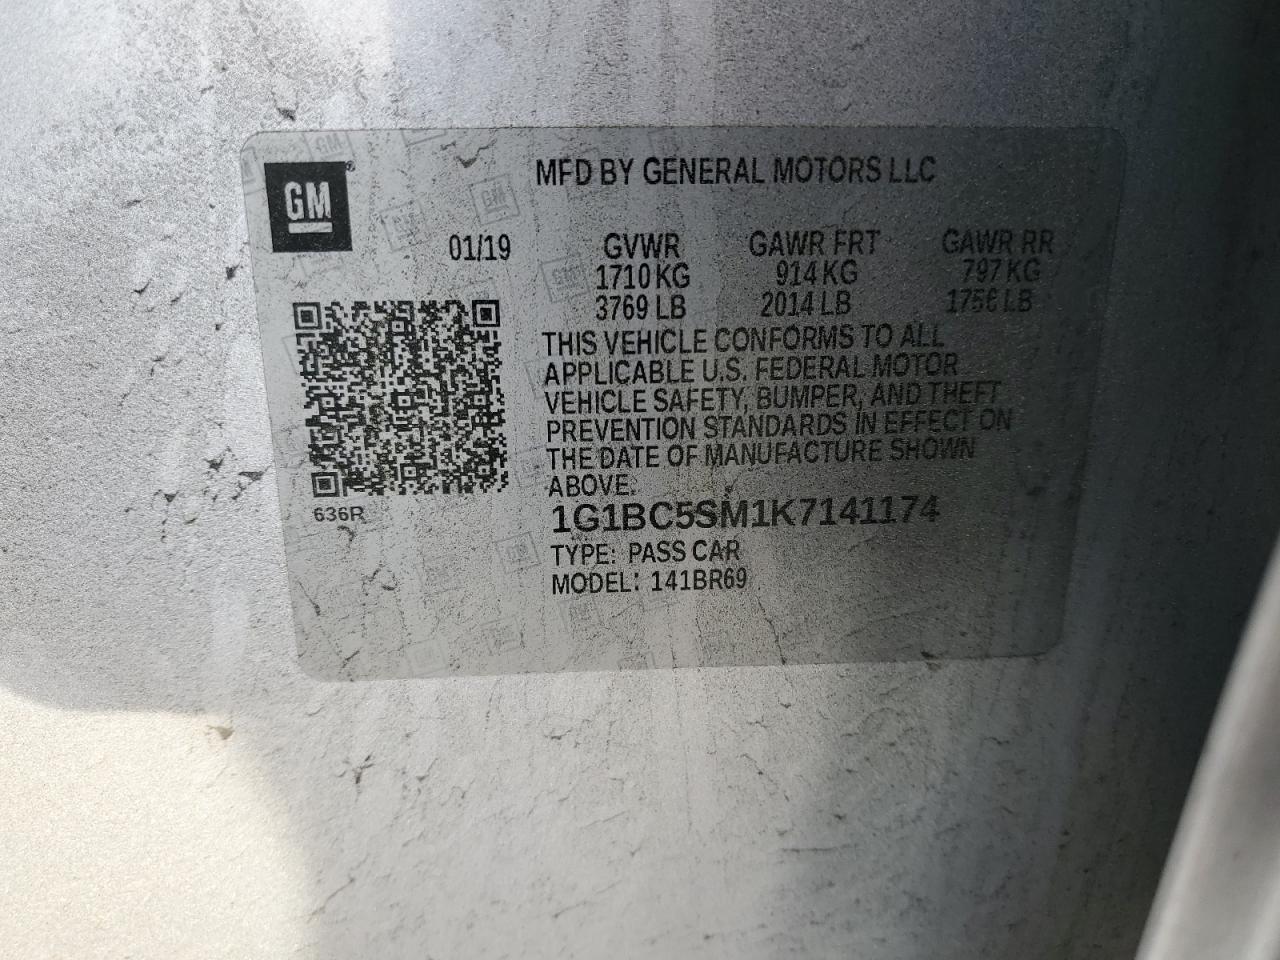 GM
MFD BY GENERAL MOTORS LLC
01/19 GVWR GAWR FRT GAWR RR
1710 KG 914 KG 797 KG
3769 LB 2014 LB 1756 LB
THIS VEHICLE CONFORMS TO ALL
APPLICABLE U.S. FEDERAL MOTOR
VEHICLE SAFETY, BUMPER, AND THEFT
PREVENTION STANDARDS IN EFFECT ON
THE DATE OF MANUFACTURE SHOWN
ABOVE.
636R
1G1BC5SM1K7141174
TYPE: PASS CAR
MODEL: 141BR69